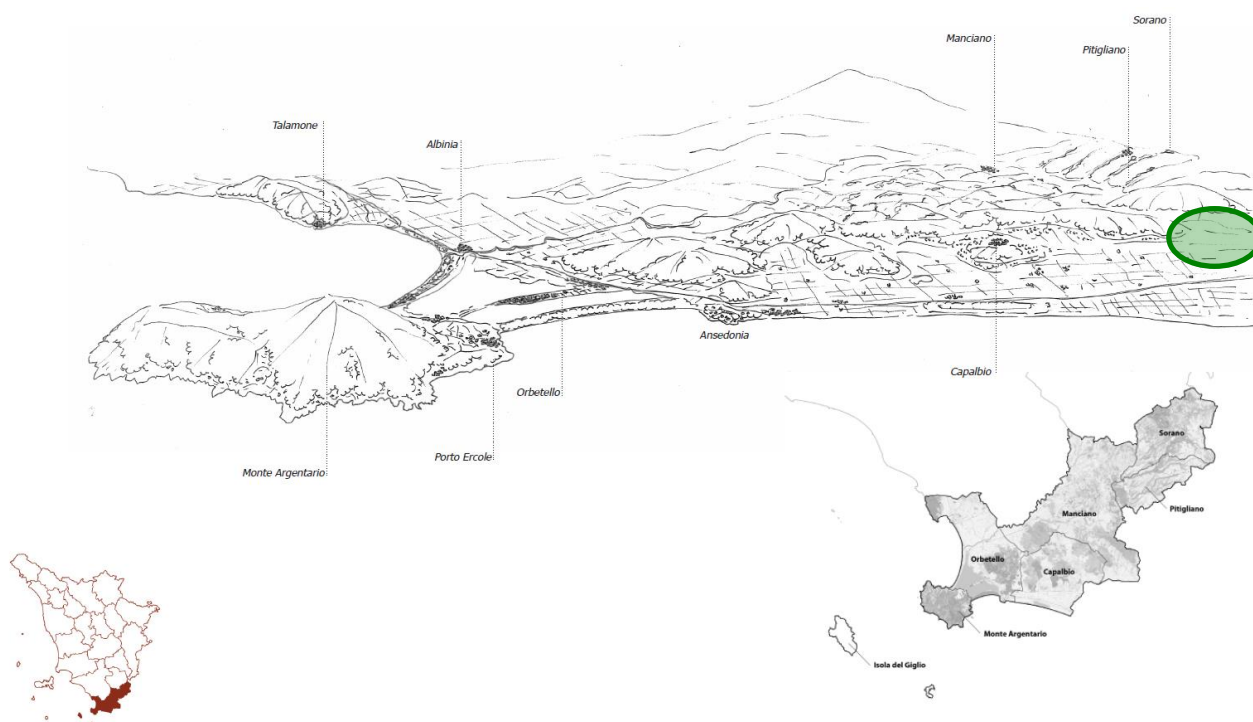 Sorano
Manciano
Pitigliano
Talamone
Albinia
Ansedonia
Capalbio
Orbetello
Porto Ercole
Monte Argentario
Sorano
Manciano
Pitigliano
Orbetello
Capalbio
Monte Argentario
Isola del Giglio